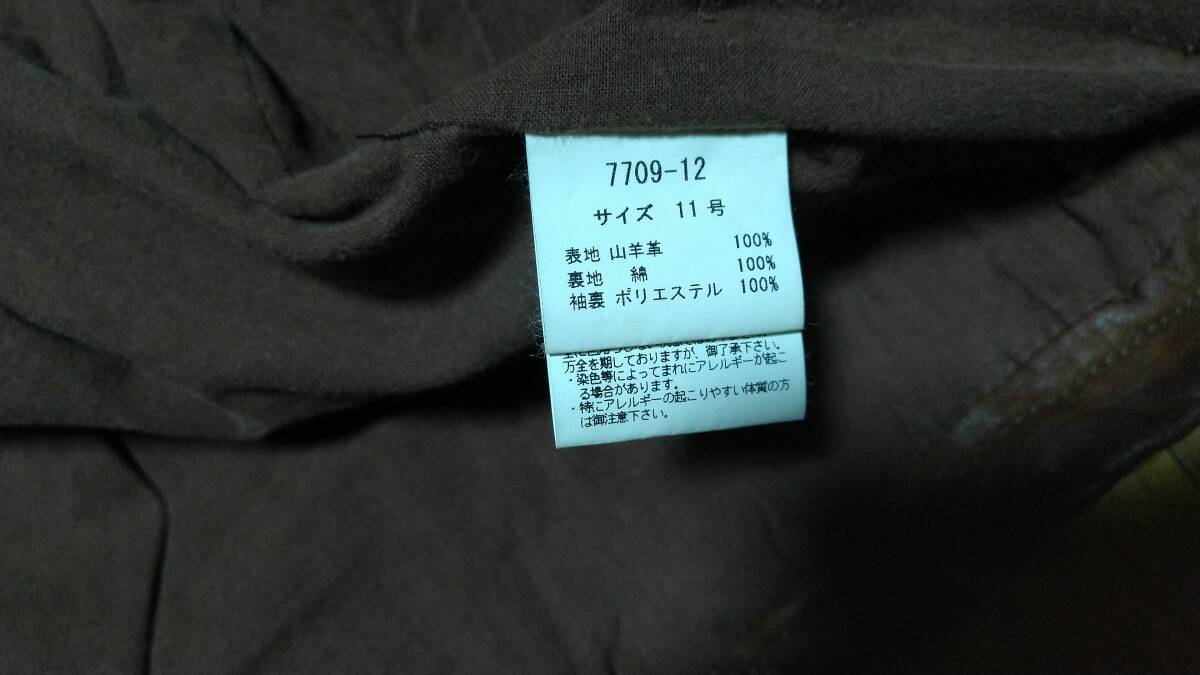 7709-12
サイズ 11号
表地 山羊革 100%
裏地 綿 100%
袖裏 ポリエステル 100%
万全を期しておりますが、御了承下さい。
・染色等によってまれにアレルギーが起こ
る場合があります。
・特にアレルギーの起こりやすい体質の方
は御注意下さい。